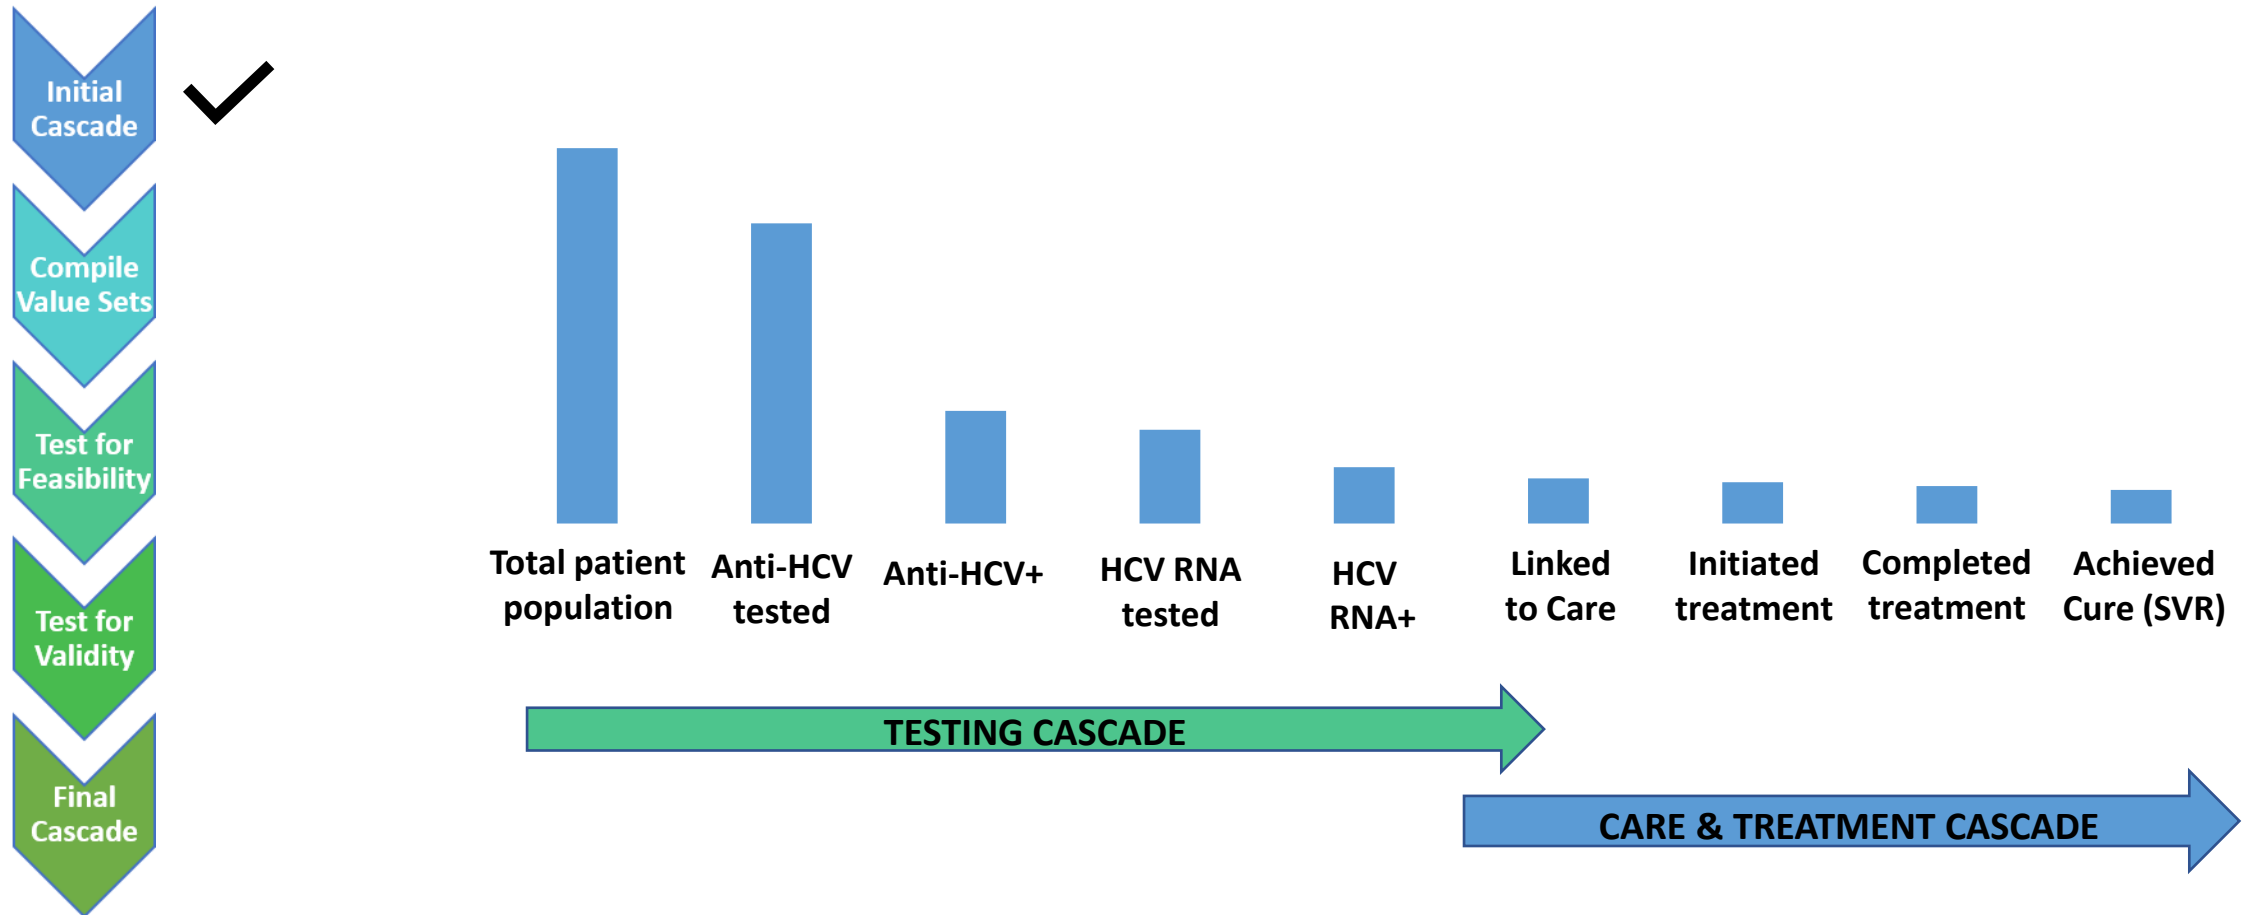 Initial
Cascade
Compile
Value Sets
Test for
Feasibility
Test for
Validity
Final
Cascade
Total patient
population
Anti-HCV
tested
Anti-HCV+
HCV RNA
tested
HCV
RNA+
Linked
to Care
Initiated
treatment
Completed
treatment
Achieved
Cure (SVR)
TESTING CASCADE
CARE & TREATMENT CASCADE